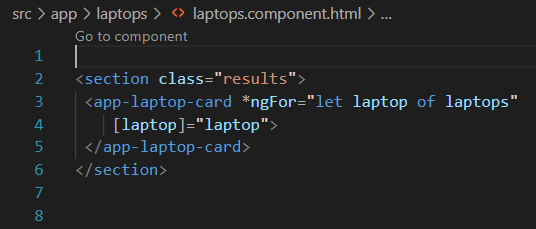 src > app > laptops > <> laptops.component.html > ...
Go to component
1
2 <section class="results">
3 <app-laptop-card *ngFor="let laptop of laptops"
4 [laptop]="laptop">
5 </app-laptop-card>
6 </section>
7
8